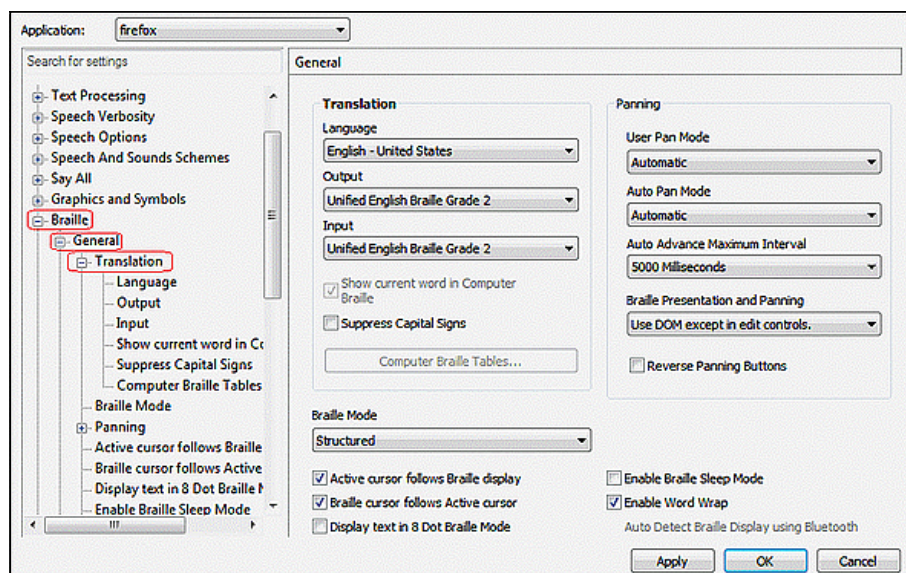 Application: firefox
Search for settings
Text Processing
Speech Verbosity
Speech Options
Speech And Sounds Schemes
Say All
Graphics and Symbols
Braille
General
Translation
Language
Output
Input
Show current word in Co
Suppress Capital Signs
Computer Braille Tables
Braille Mode
Panning
Active cursor follows Braille
Braille cursor follows Active
Display text in 8 Dot Braille M
Enable Braille Sleep Mode
General
Translation
Language
English - United States
Output
Unified English Braille Grade 2
Input
Unified English Braille Grade 2
Show current word in Computer
Braille
Suppress Capital Signs
Computer Braille Tables...
Panning
User Pan Mode
Automatic
Auto Pan Mode
Automatic
Auto Advance Maximum Interval
5000 Milliseconds
Braille Presentation and Panning
Use DOM except in edit controls.
Reverse Panning Buttons
Braille Mode
Structured
Active cursor follows Braille display
Braille cursor follows Active cursor
Display text in 8 Dot Braille Mode
Enable Braille Sleep Mode
Enable Word Wrap
Auto Detect Braille Display using Bluetooth
Apply OK Cancel